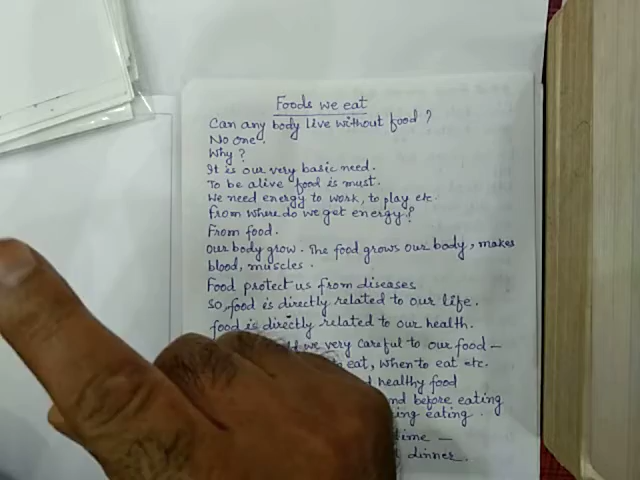 Foods we eat
Can any body live without food ?
No one.
Why ?
It is our very basic need.
To be alive food is must.
We need energy to work, to play etc.
From where do we get energy ?
From food.
Our body grow. The food grows our body, makes
blood, muscles.
Food protect us from diseases
So, food is directly related to our life.
food is directly related to our health.
we very careful to our food –
to eat, when to eat etc.
healthy food
and before eating
eating.
time –
dinner.